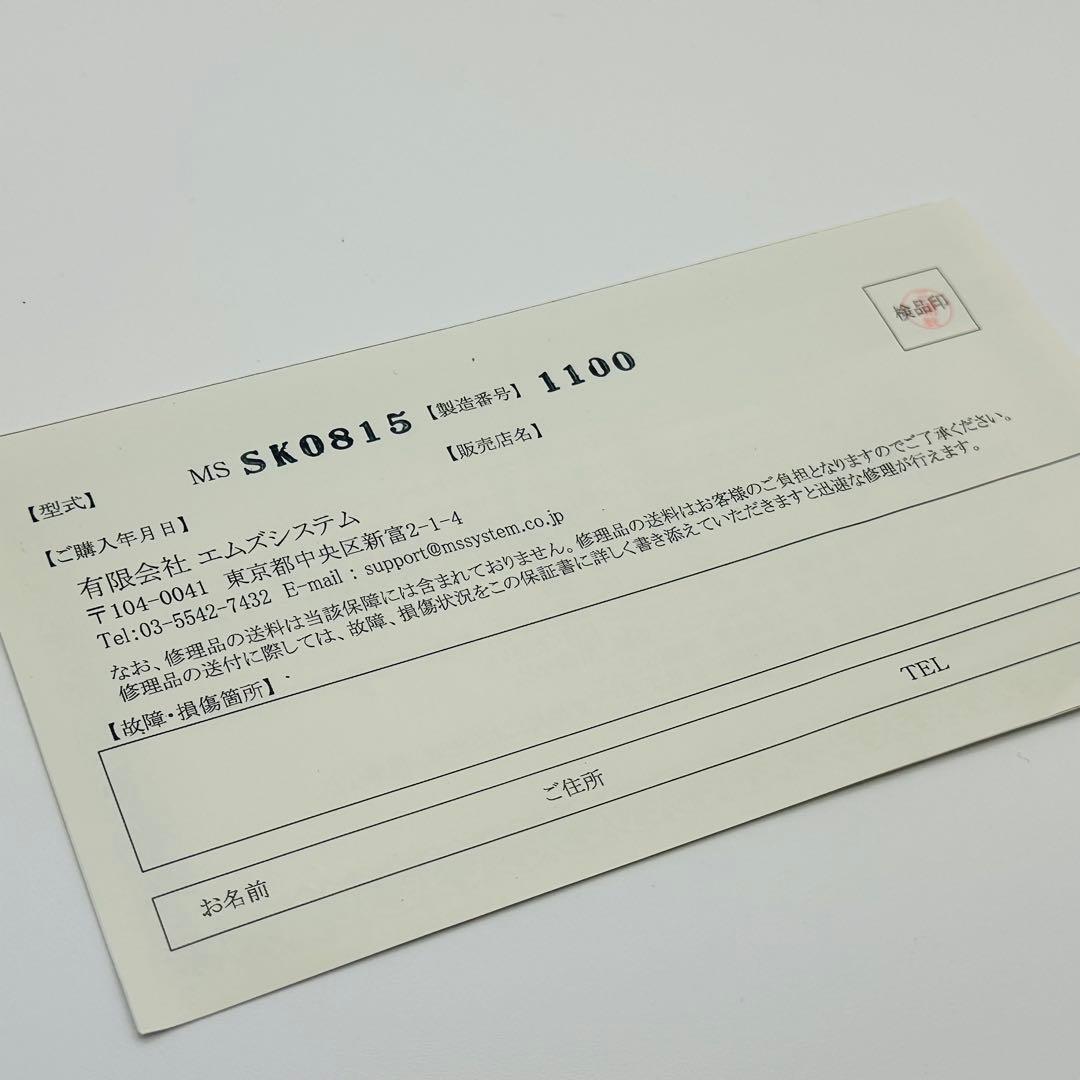 検品印
【型式】 MS SK0815 【製造番号】 1100
【ご購入年月日】 【販売店名】
有限会社 エムズシステム
〒104-0041 東京都中央区新富2-1-4
Tel:03-5542-7432 E-mail : support@mssystem.co.jp
なお、修理品の送料は当該保障には含まれておりません。修理品の送料はお客様のご負担となりますのでご了承ください。
修理品の送付に際しては、故障、損傷状況をこの保証書に詳しく書き添えていただきますと迅速な修理が行えます。
【故障・損傷箇所】
お名前 ご住所 TEL